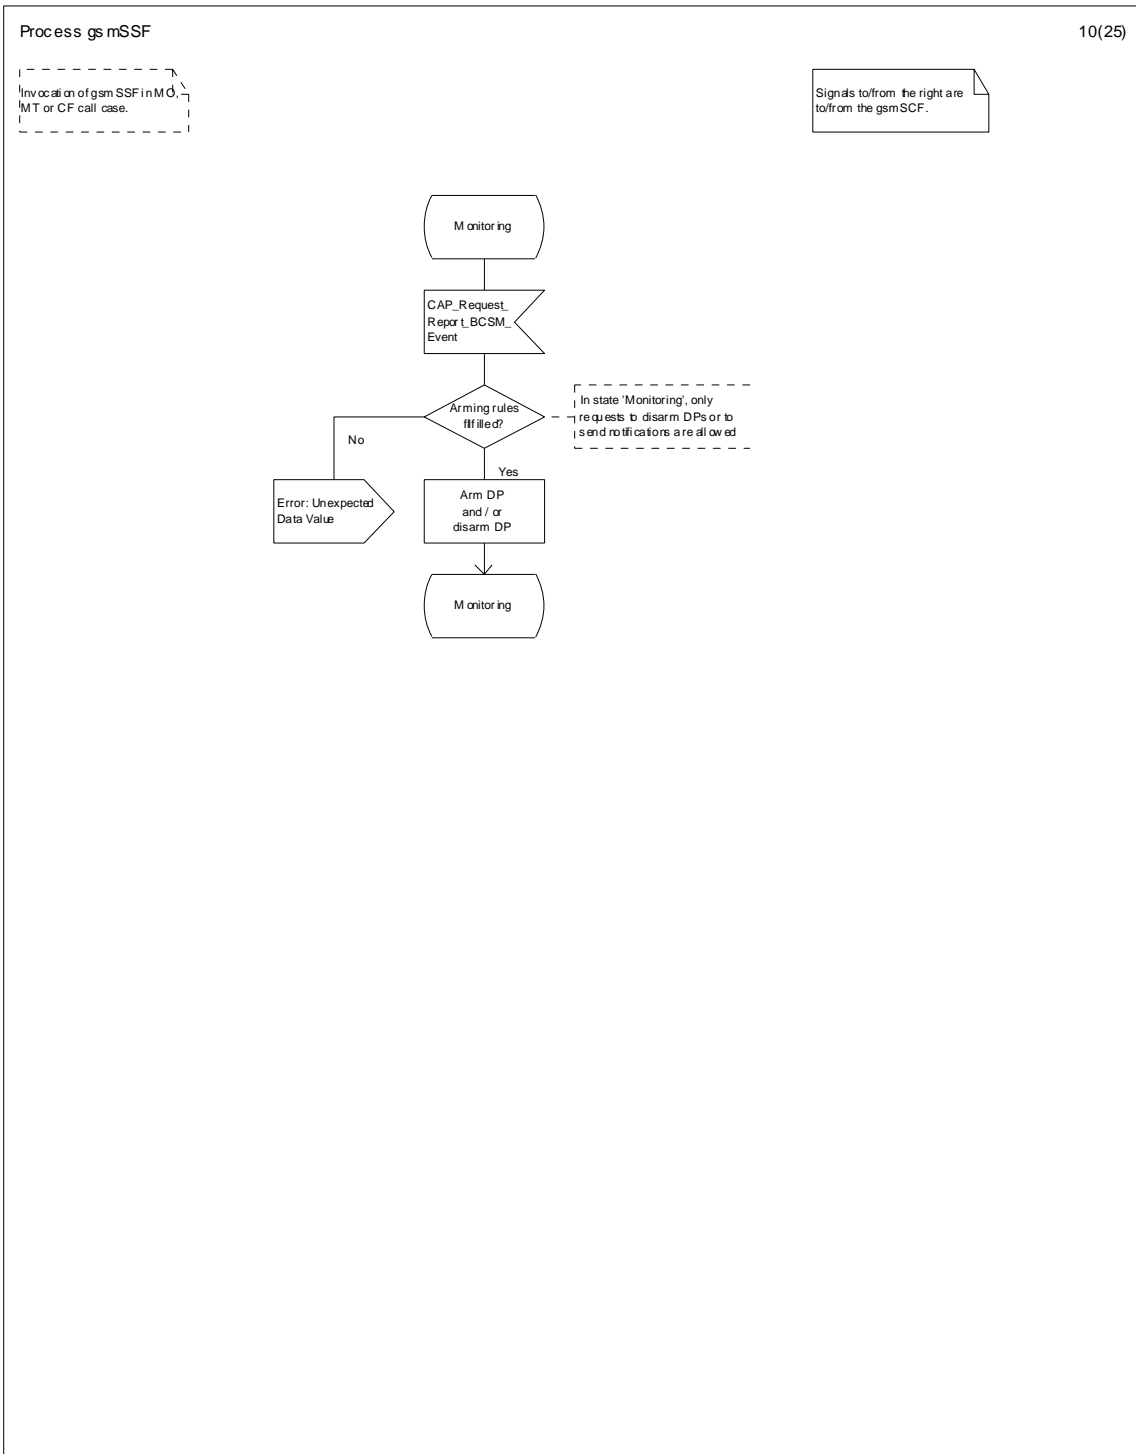 Process gsmSSF
10(25)
Invocation of gsmSSF in MO,
MT or CF call case.
Signals to/from the right are
to/from the gsmSCF.
Monitoring
CAP_Request_
Report_BCSM_
Event
Arming rules
flfilled?
In state 'Monitoring', only
requests to disarm DPs or to
send notifications are allowed
No
Yes
Error: Unexpected
Data Value
Arm DP
and / or
disarm DP
Monitoring